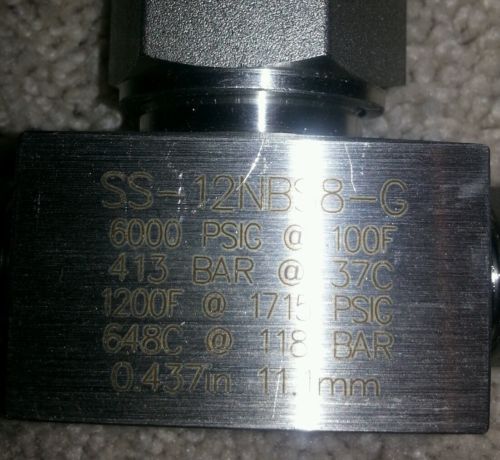 SS-12NBS8-G
6000 PSIG @ 100F
413 BAR @ 37C
1200F @ 1715 PSIG
648C @ 118 BAR
0.437in. 11.1mm